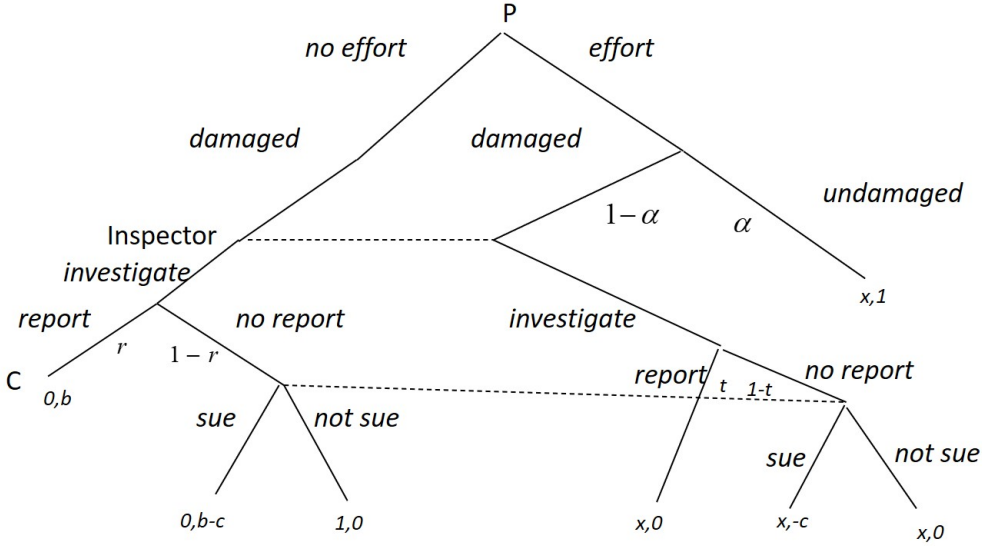 P
no effort
effort
damaged
damaged
undamaged
1−α
α
Inspector
investigate
x,1
report
no report
investigate
r
1 − r
no report
report
t
1-t
C
0,b
sue
not sue
sue
not sue
0,b-c
1,0
x,0
x,-c
x,0